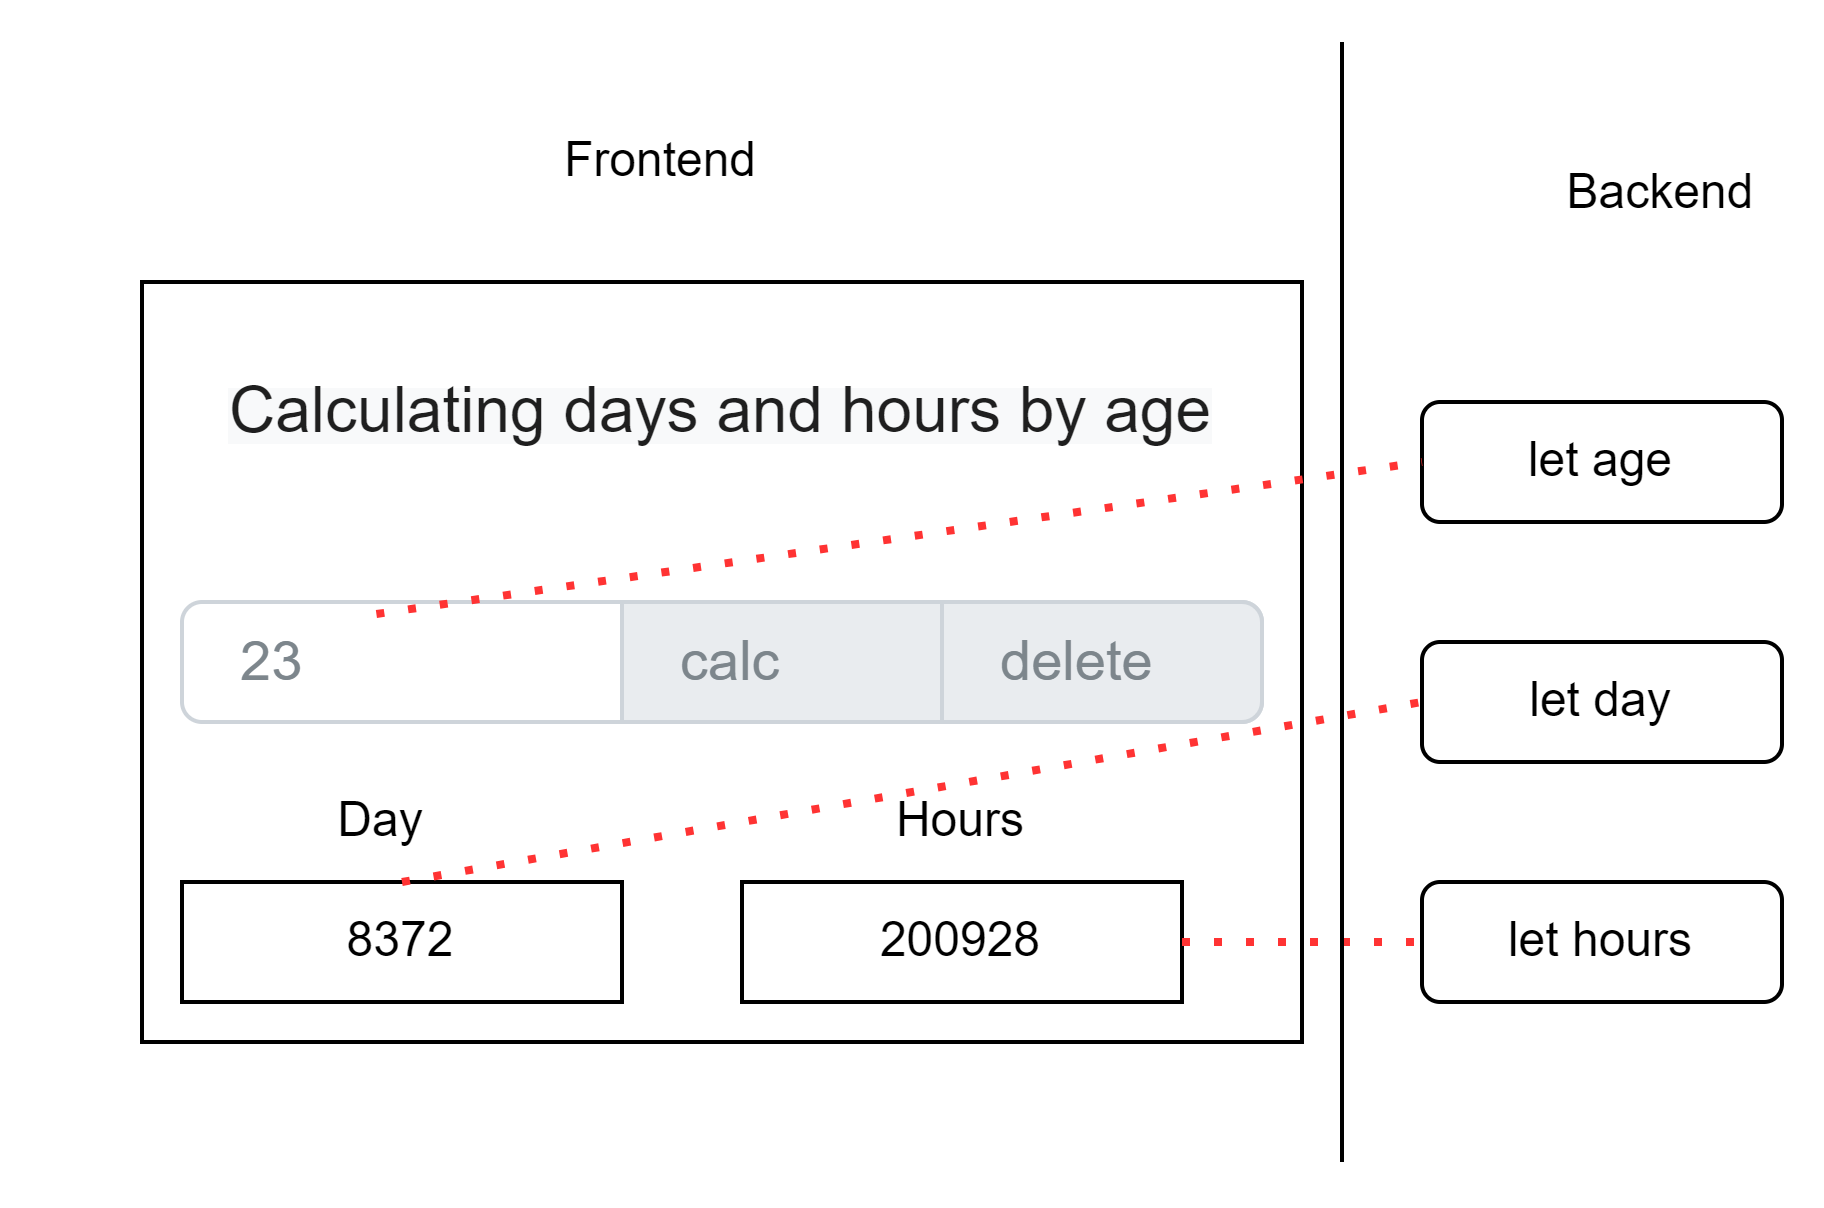 Frontend
Backend
Calculating days and hours by age
let age
23
calc
delete
let day
Day
Hours
8372
200928
let hours